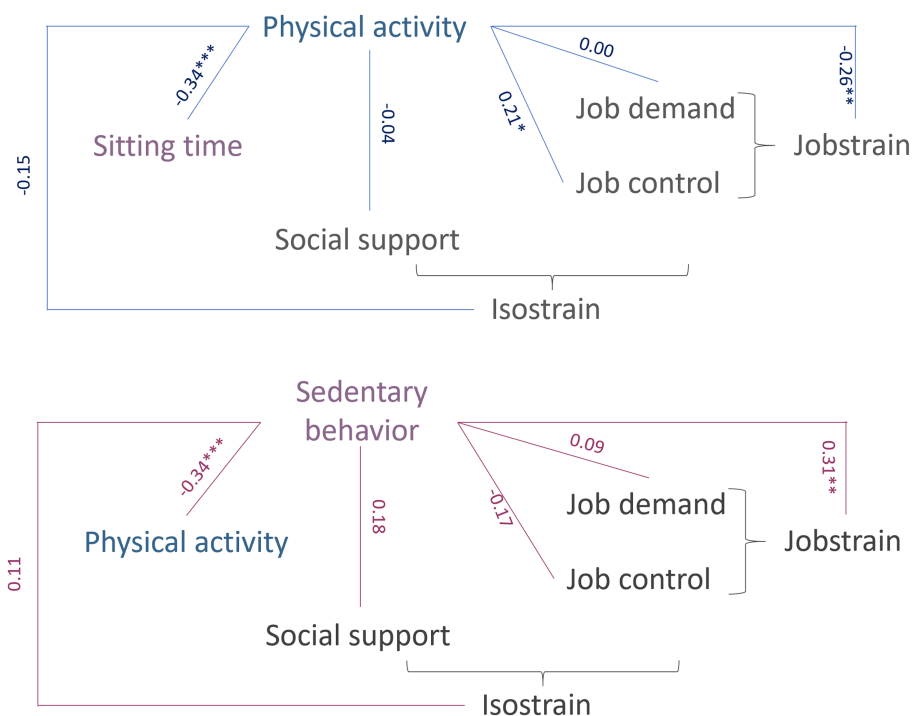 Physical activity
-0.34***
0.00
-0.26**
0.21*
-0.04
Job demand
Sitting time
Jobstrain
-0.15
Job control
Social support
Isostrain
Sedentary
behavior
-0.34***
0.09
0.31**
-0.17
0.18
Job demand
Physical activity
Jobstrain
0.11
Job control
Social support
Isostrain